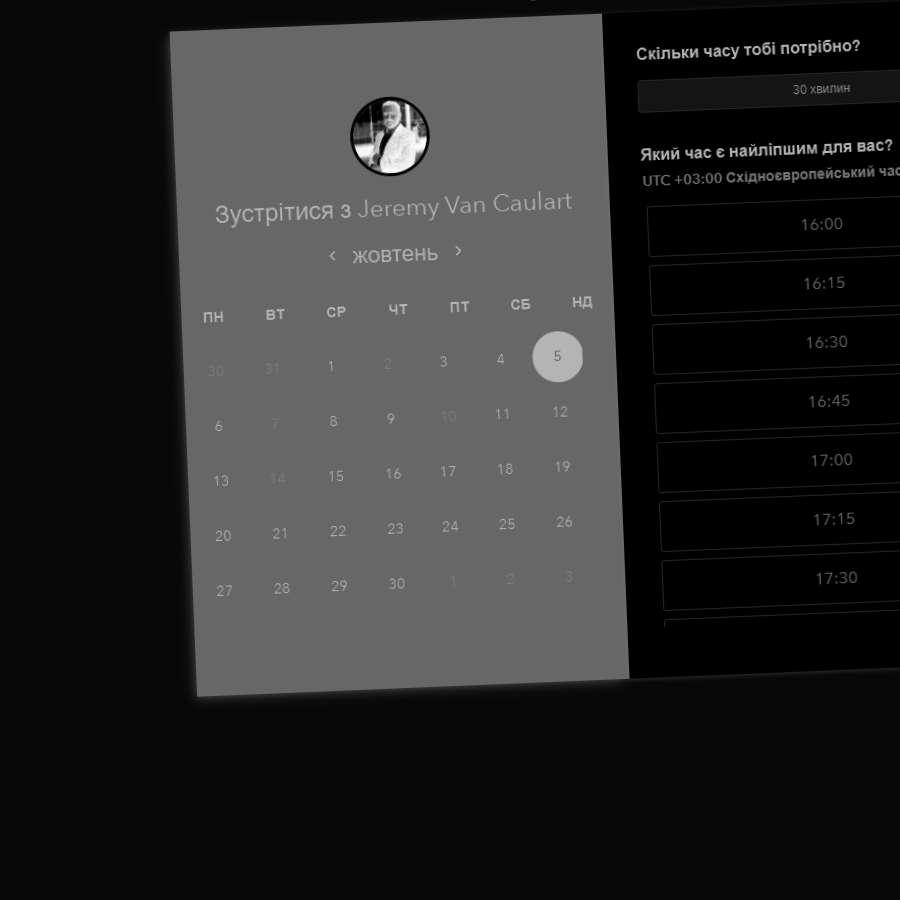 Зустрітися з Jeremy Van Caulart
‹ жовтень ›
ПН ВТ СР ЧТ ПТ СБ НД
30 31 1 2 3 4 5
6 7 8 9 10 11 12
13 14 15 16 17 18 19
20 21 22 23 24 25 26
27 28 29 30 1 2 3
Скільки часу тобі потрібно?
30 хвилин
Який час є найліпшим для вас?
UTC +03:00 Східноєвропейський час
16:00
16:15
16:30
16:45
17:00
17:15
17:30